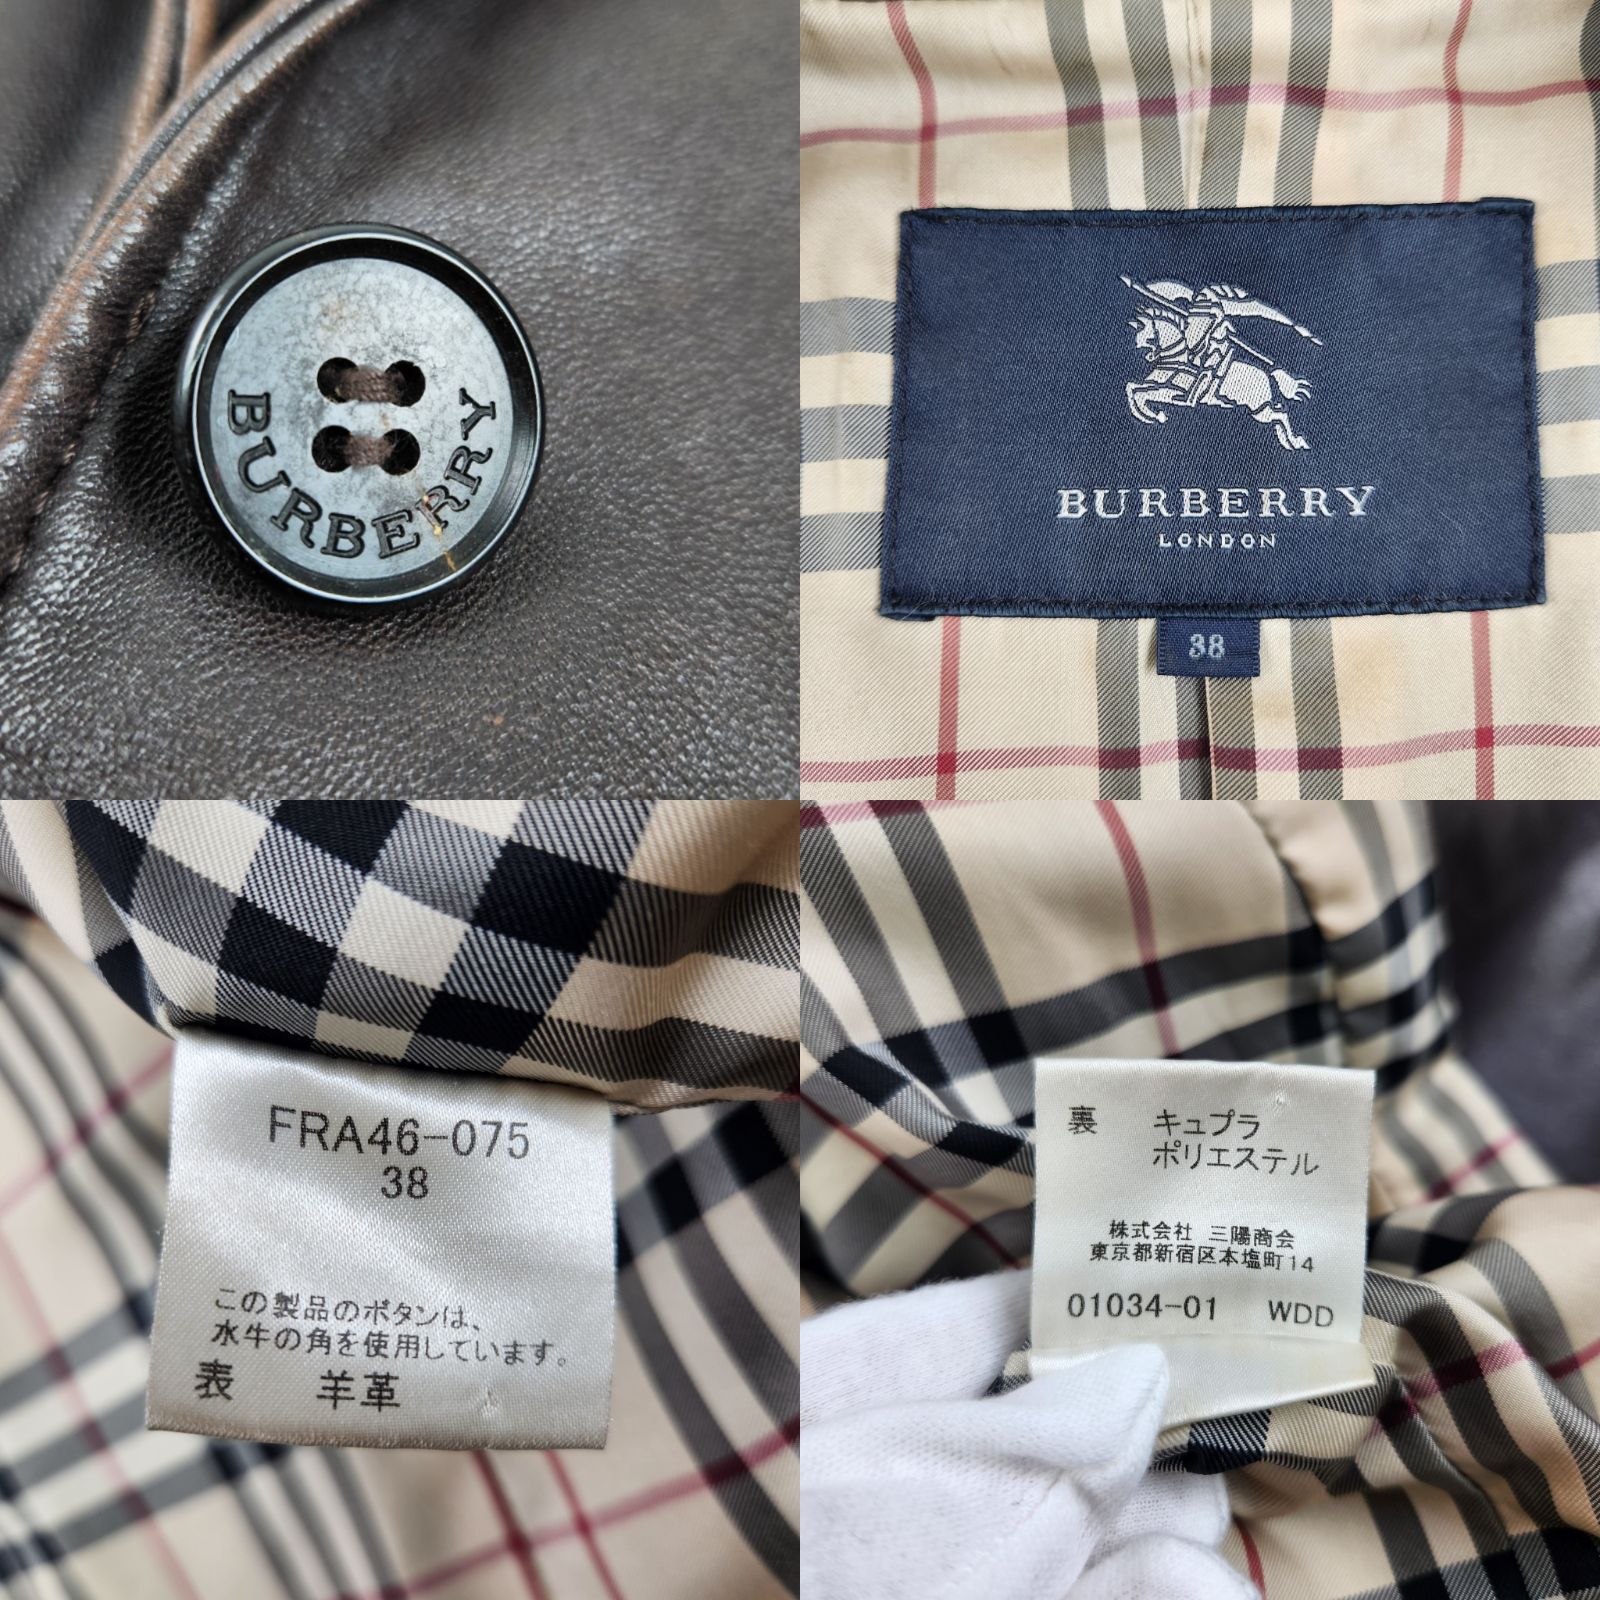 BURBERRY
BURBERRY
LONDON
38
FRA46-075
38
この製品のボタンは、
水牛の角を使用しています。
表 羊革
裏 キュプラ
ポリエステル
株式会社 三陽商会
東京都新宿区本塩町14
01034-01 WDD